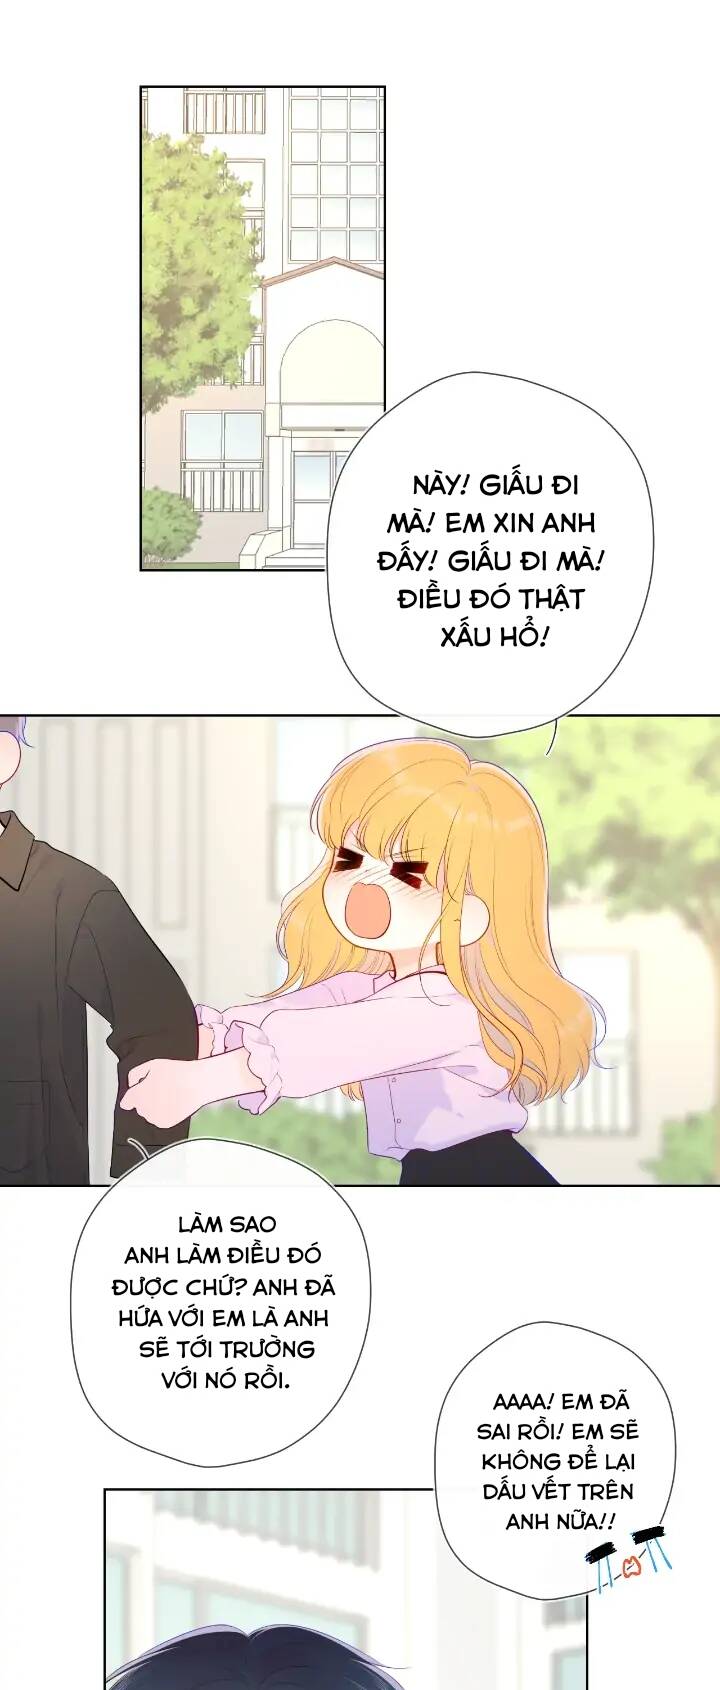 NÀY! GIẤU ĐI
MÀ! EM XIN ANH
ĐẤY! GIẤU ĐI MÀ!
ĐIỀU ĐÓ THẬT
XẤU HỔ!
LÀM SAO
ANH LÀM ĐIỀU ĐÓ
ĐƯỢC CHỨ? ANH ĐÃ
HỨA VỚI EM LÀ ANH
SẼ TỚI TRƯỜNG
VỚI NÓ RỒI.
AAAA! EM ĐÃ
SAI RỒI! EM SẼ
KHÔNG ĐỂ LẠI
DẤU VẾT TRÊN
ANH NỮA!!